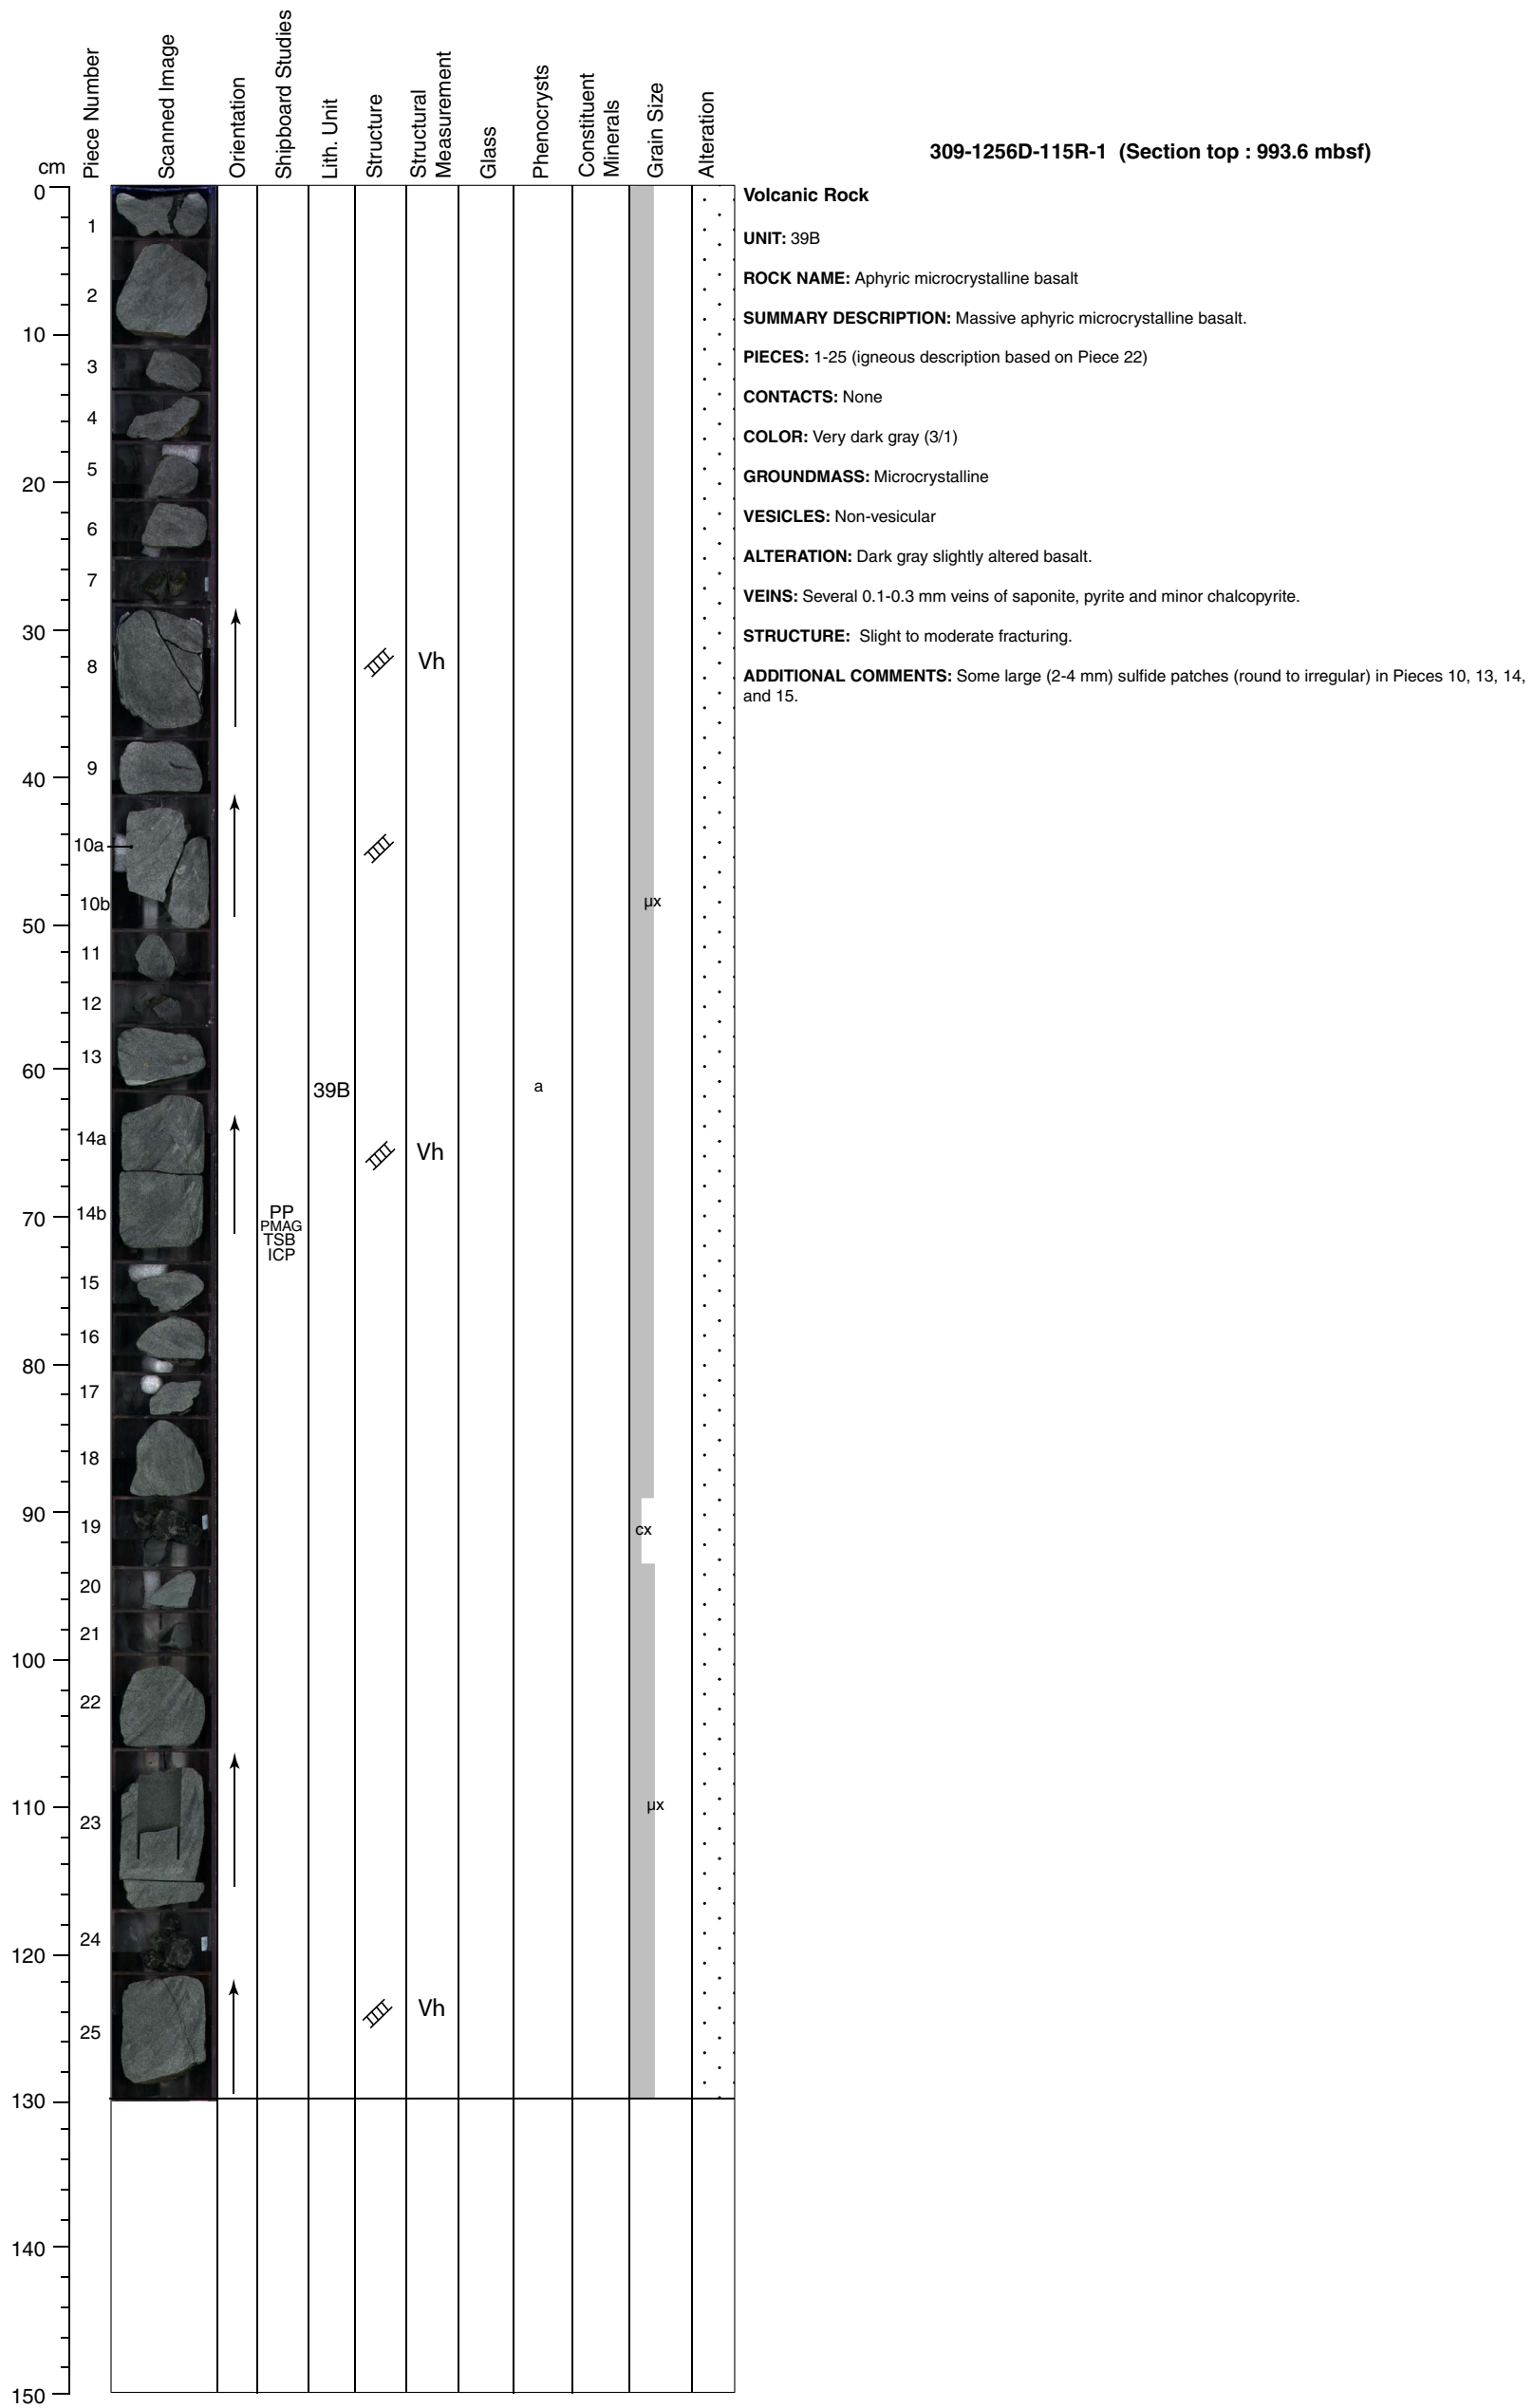 cm
Piece Number
Scanned Image
Orientation
Shipboard Studies
Lith. Unit
Structure
Structural
Measurement
Glass
Phenocrysts
Constituent
Minerals
Grain Size
Alteration
309-1256D-115R-1 (Section top : 993.6 mbsf)
Volcanic Rock
UNIT: 39B
ROCK NAME: Aphyric microcrystalline basalt
SUMMARY DESCRIPTION: Massive aphyric microcrystalline basalt.
PIECES: 1-25 (igneous description based on Piece 22)
CONTACTS: None
COLOR: Very dark gray (3/1)
GROUNDMASS: Microcrystalline
VESICLES: Non-vesicular
ALTERATION: Dark gray slightly altered basalt.
VEINS: Several 0.1-0.3 mm veins of saponite, pyrite and minor chalcopyrite.
STRUCTURE: Slight to moderate fracturing.
ADDITIONAL COMMENTS: Some large (2-4 mm) sulfide patches (round to irregular) in Pieces 10, 13, 14,
and 15.
0
1
2
10
3
4
5
20
6
7
30
8
Vh
9
40
10a
10b
µx
50
11
12
13
60
39B
a
14a
Vh
14b
70
PP
PMAG
TSB
ICP
15
16
80
17
18
90
19
cx
20
21
100
22
110
23
µx
24
120
Vh
25
130
140
150